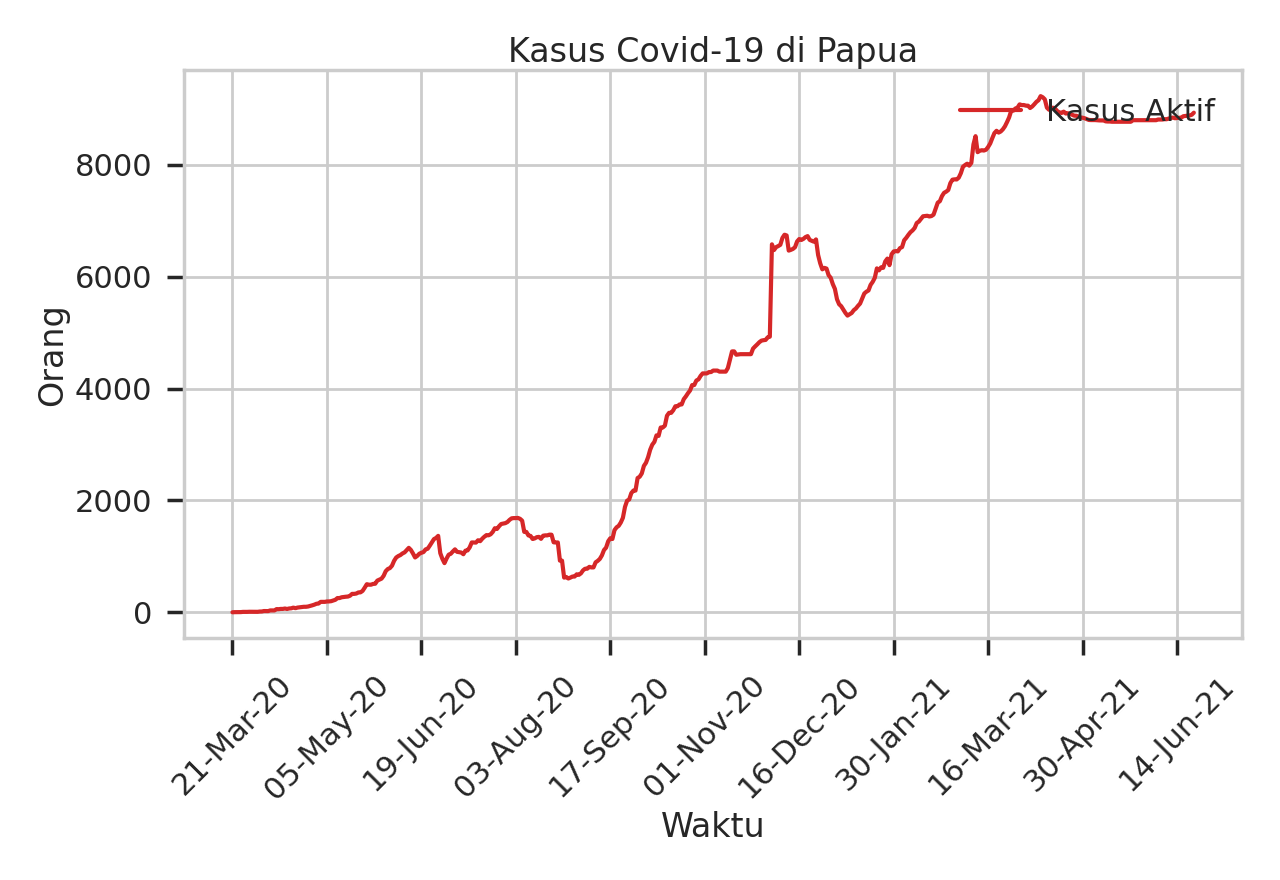 Kasus Covid-19 di Papua
Kasus Aktif
Orang
8000
6000
4000
2000
0
21-Mar-20
05-May-20
19-Jun-20
03-Aug-20
17-Sep-20
01-Nov-20
16-Dec-20
30-Jan-21
16-Mar-21
30-Apr-21
14-Jun-21
Waktu